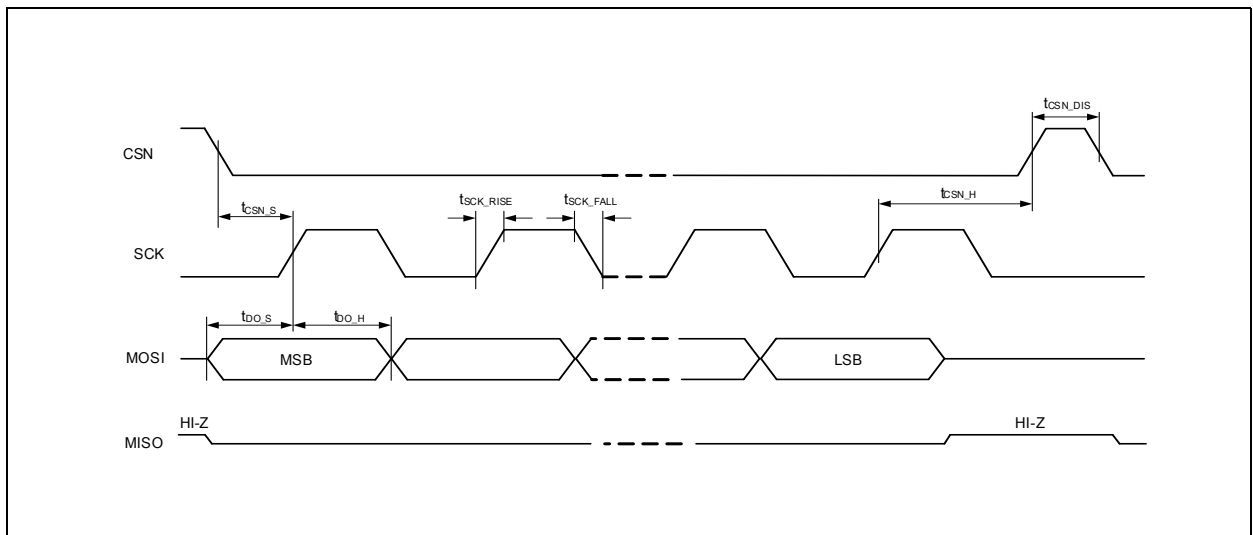 tCSN_DIS
CSN
tCSN_H
tCSN_S
tSCK_RISE
tSCK_FALL
SCK
tDO_S
tDO_H
MOSI
MSB
LSB
HI-Z
HI-Z
MISO